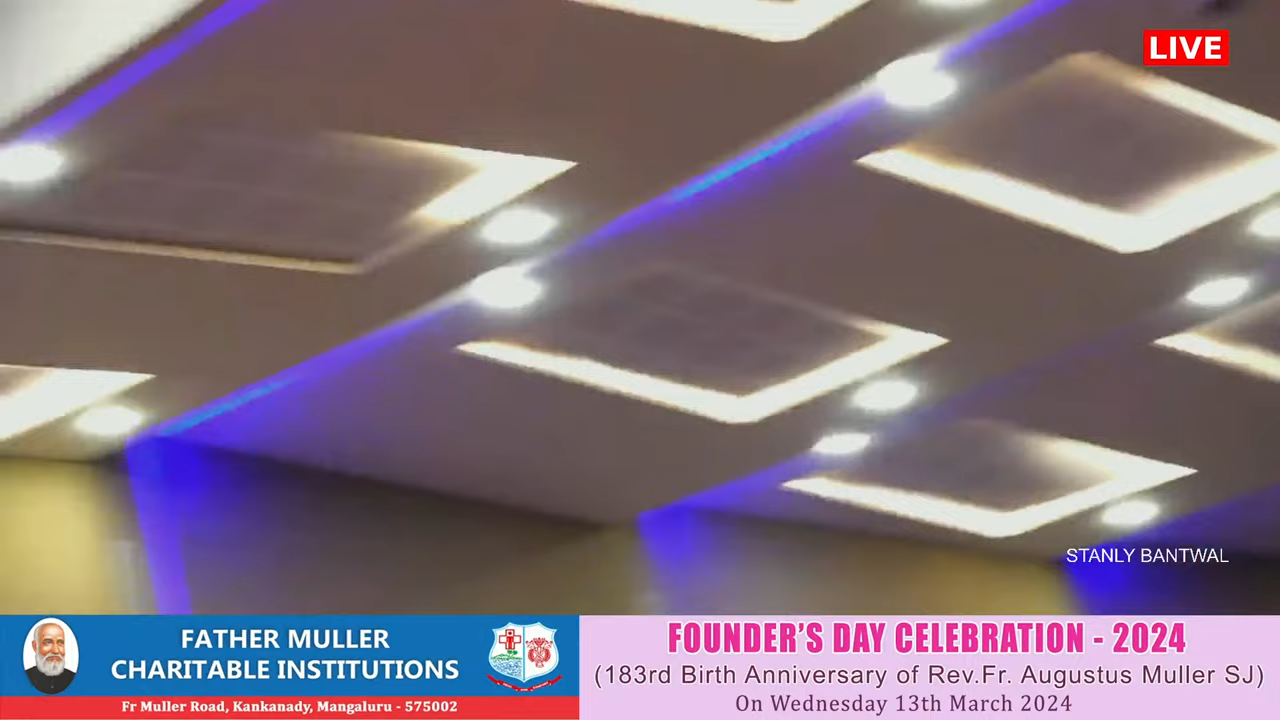 LIVE
STANLY BANTWAL
FATHER MULLER
CHARITABLE INSTITUTIONS
Fr Muller Road, Kankanady, Mangaluru - 575002
FOUNDER'S DAY CELEBRATION - 2024
(183rd Birth Anniversary of Rev.Fr. Augustus Muller SJ)
On Wednesday 13th March 2024